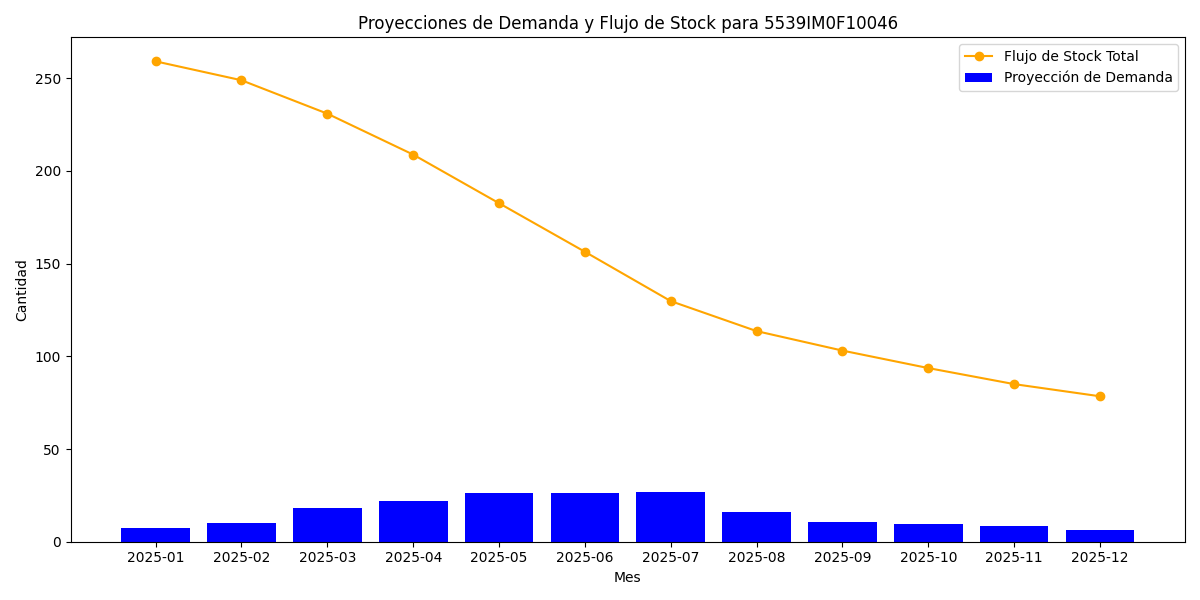 Proyecciones de Demanda y Flujo de Stock para 5539IM0F10046
Flujo de Stock Total
Proyección de Demanda
Cantidad
250
200
150
100
50
0
2025-01 2025-02 2025-03 2025-04 2025-05 2025-06 2025-07 2025-08 2025-09 2025-10 2025-11 2025-12
Mes